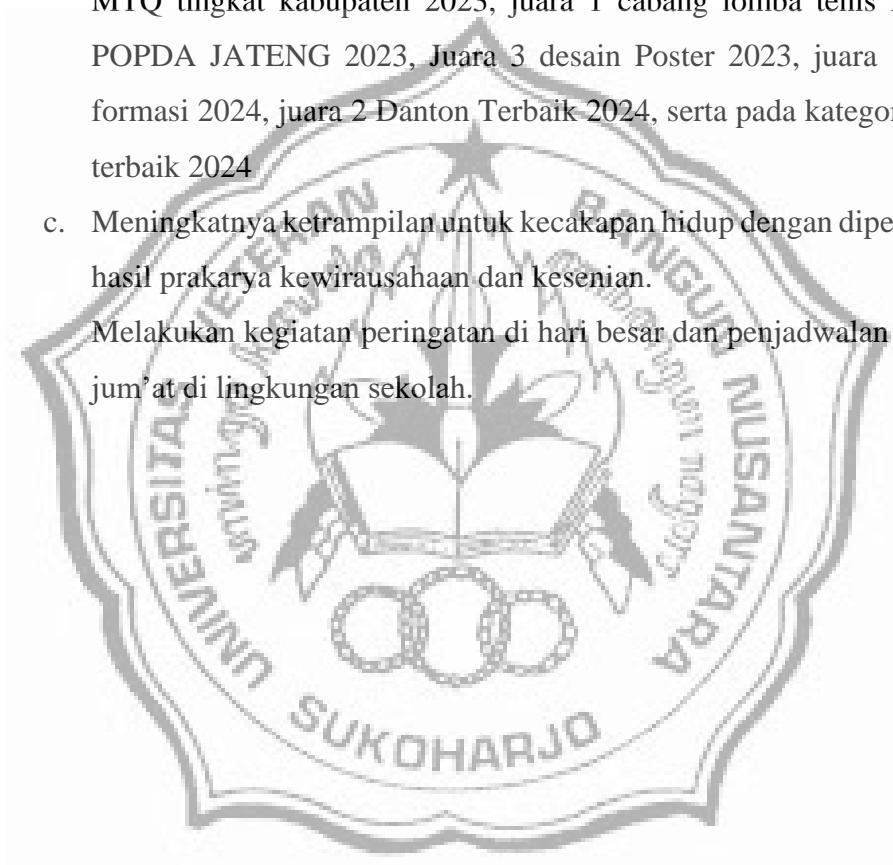 MTQ tingkat kabupaten 2023, juara 1 cabang lomba tenis
POPDA JATENG 2023, Juara 3 desain Poster 2023, juara
formasi 2024, juara 2 Danton Terbaik 2024, serta pada
terbaik 2024
c. Meningkatnya ketrampilan untuk kecakapan hidup dengan
hasil prakarya kewirausahaan dan kesenian.
Melakukan kegiatan peringatan di hari besar dan penjadwalan
jum’at di lingkungan sekolah.
UNIVERSITAS VETERAN BANGUN NUSANTARA
SUKOHARJO